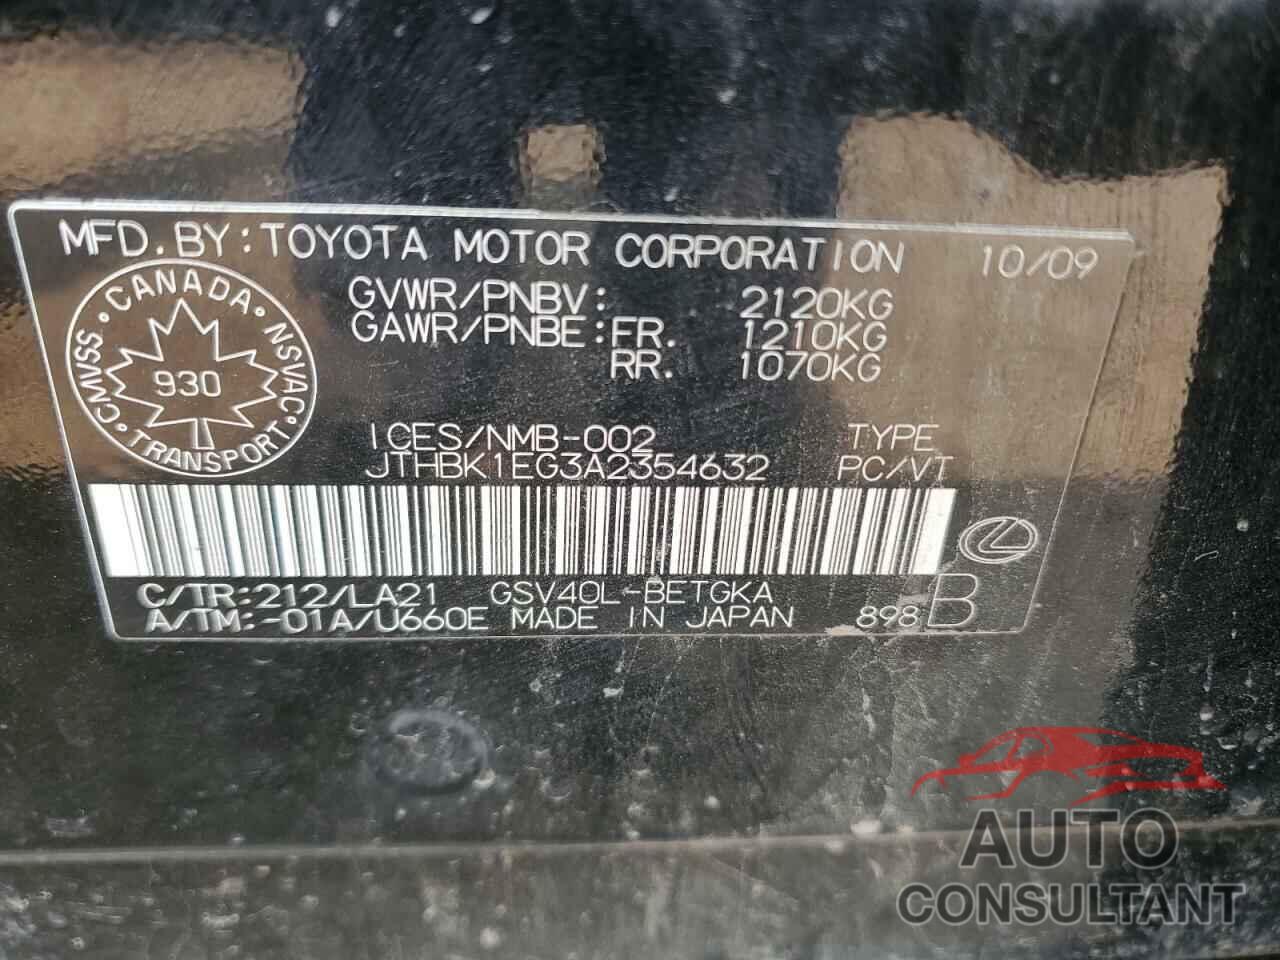 MFD. BY: TOYOTA MOTOR CORPORATION 10/09
GVWR/PNBV: 2120KG
GAWR/PNBE: FR. 1210KG
RR. 1070KG
CANADA
CMVSS · NSVAC
930
TRANSPORT
ICES/NMB-002 TYPE
JTHBK1EG3A2354632 PC/VT
C/TR: 212/LA21 GSV40L-BETGKA
A/TM: -01A/U660E MADE IN JAPAN 898 B
AUTO
CONSULTANT